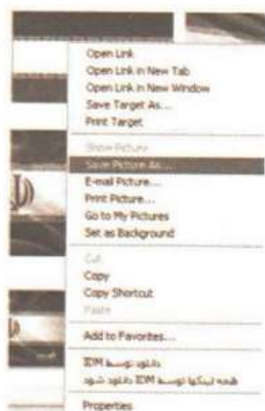 Open Link
Open Link in New Tab
Open Link in New Window
Save Target As...
Print Target
Show Picture
Save Picture As...
E-mail Picture...
Print Picture...
Go to My Pictures
Set as Background
Cut
Copy
Copy Shortcut
Paste
Add to Favorites...
دانلود توسط IDM
همه لینکها توسط IDM دانلود شود
Properties